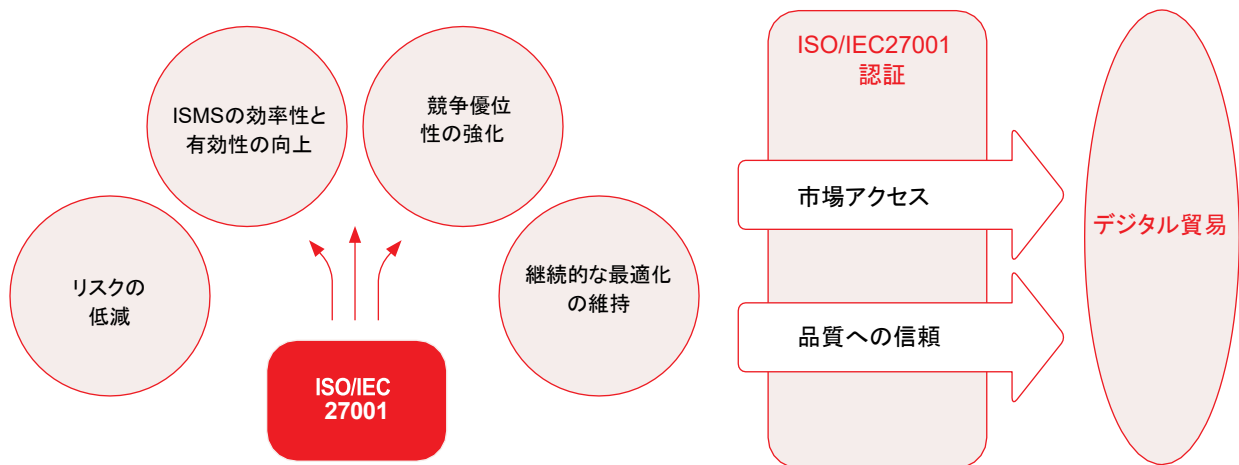 リスクの
低減
ISMSの効率性と
有効性の向上
競争優位
性の強化
継続的な最適化
の維持
ISO/IEC
27001
ISO/IEC27001
認証
市場アクセス
品質への信頼
デジタル貿易